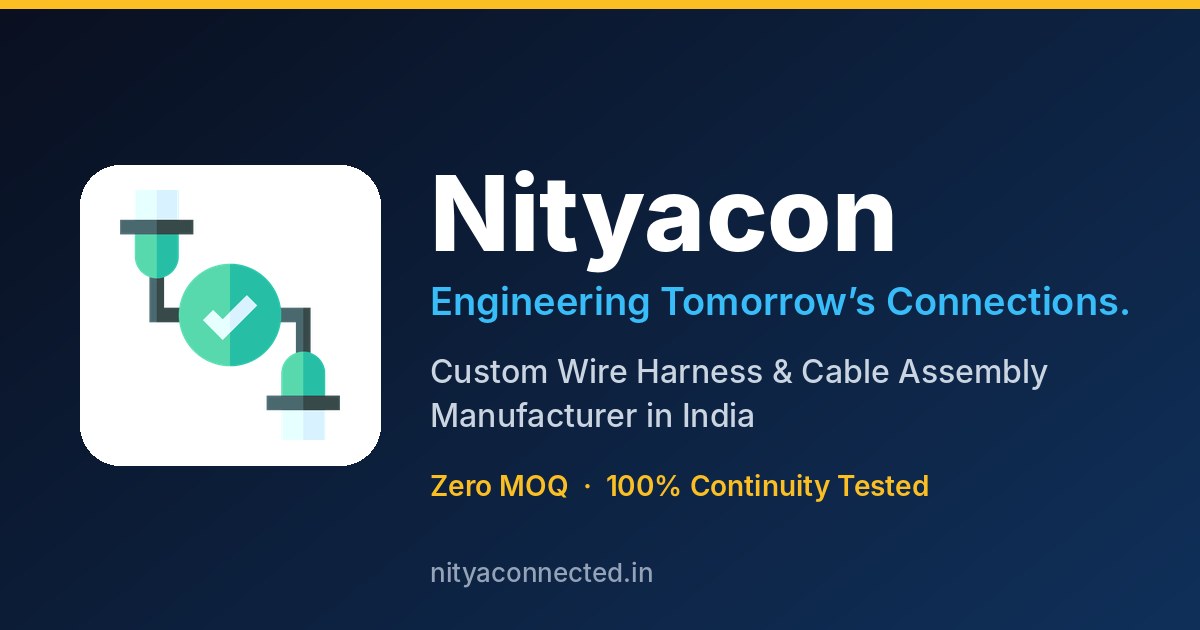 Nityacon
Engineering Tomorrow’s Connections.
Custom Wire Harness & Cable Assembly
Manufacturer in India
Zero MOQ · 100% Continuity Tested
nityaconnected.in